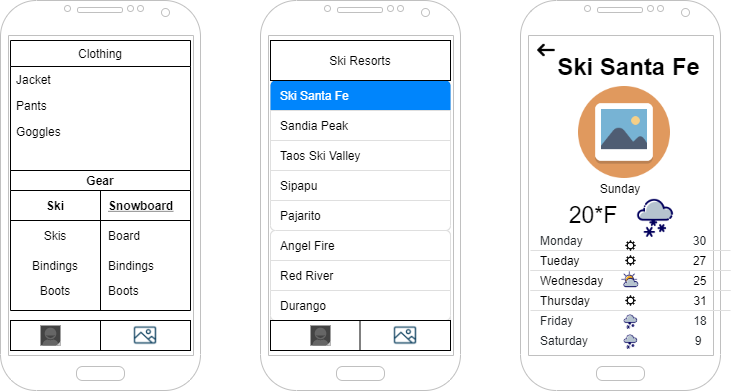 Clothing
Jacket
Pants
Goggles
Gear
Ski Snowboard
Skis Board
Bindings Bindings
Boots Boots
Ski Resorts
Ski Santa Fe
Sandia Peak
Taos Ski Valley
Sipapu
Pajarito
Angel Fire
Red River
Durango
Ski Santa Fe
Sunday
20*F
Monday 30
Tueday 27
Wednesday 25
Thursday 31
Friday 18
Saturday 9